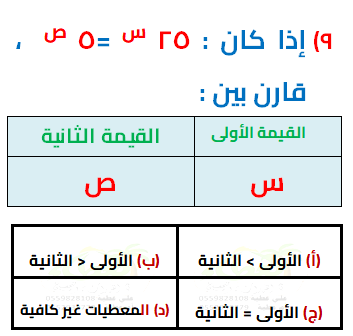 ٩) إذا كان : ٢٥ س = ٥ ص ،
قارن بين :
القيمة الأولى القيمة الثانية
س ص
(أ) الأولى > الثانية (ب) الأولى < الثانية
(ج) الأولى = الثانية (د) المعطيات غير كافية